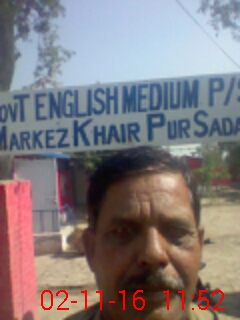 OVT ENGLISH MEDIUM P/S
MARKEZ KHAIR PUR SADA
02-11-16 11:52